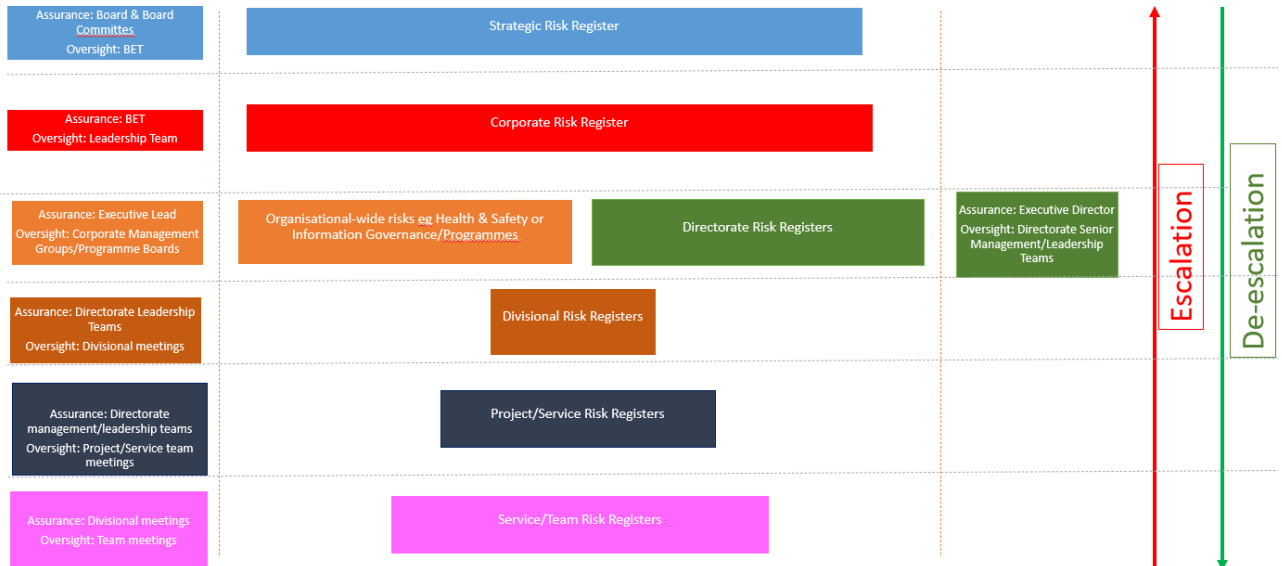 Assurance: Board & Board
Committes
Oversight: BET
Strategic Risk Register
Assurance: BET
Oversight: Leadership Team
Corporate Risk Register
Assurance: Executive Lead
Oversight: Corporate Management
Groups/Programme Boards
Organisational-wide risks eg Health & Safety or
Information Governance/Programmes
Directorate Risk Registers
Assurance: Executive Director
Oversight: Directorate Senior
Management/Leadership
Teams
Escalation
De-escalation
Assurance: Directorate Leadership
Teams
Oversight: Divisional meetings
Divisional Risk Registers
Assurance: Directorate
management/leadership teams
Oversight: Project/Service team
meetings
Project/Service Risk Registers
Assurance: Divisional meetings
Oversight: Team meetings
Service/Team Risk Registers